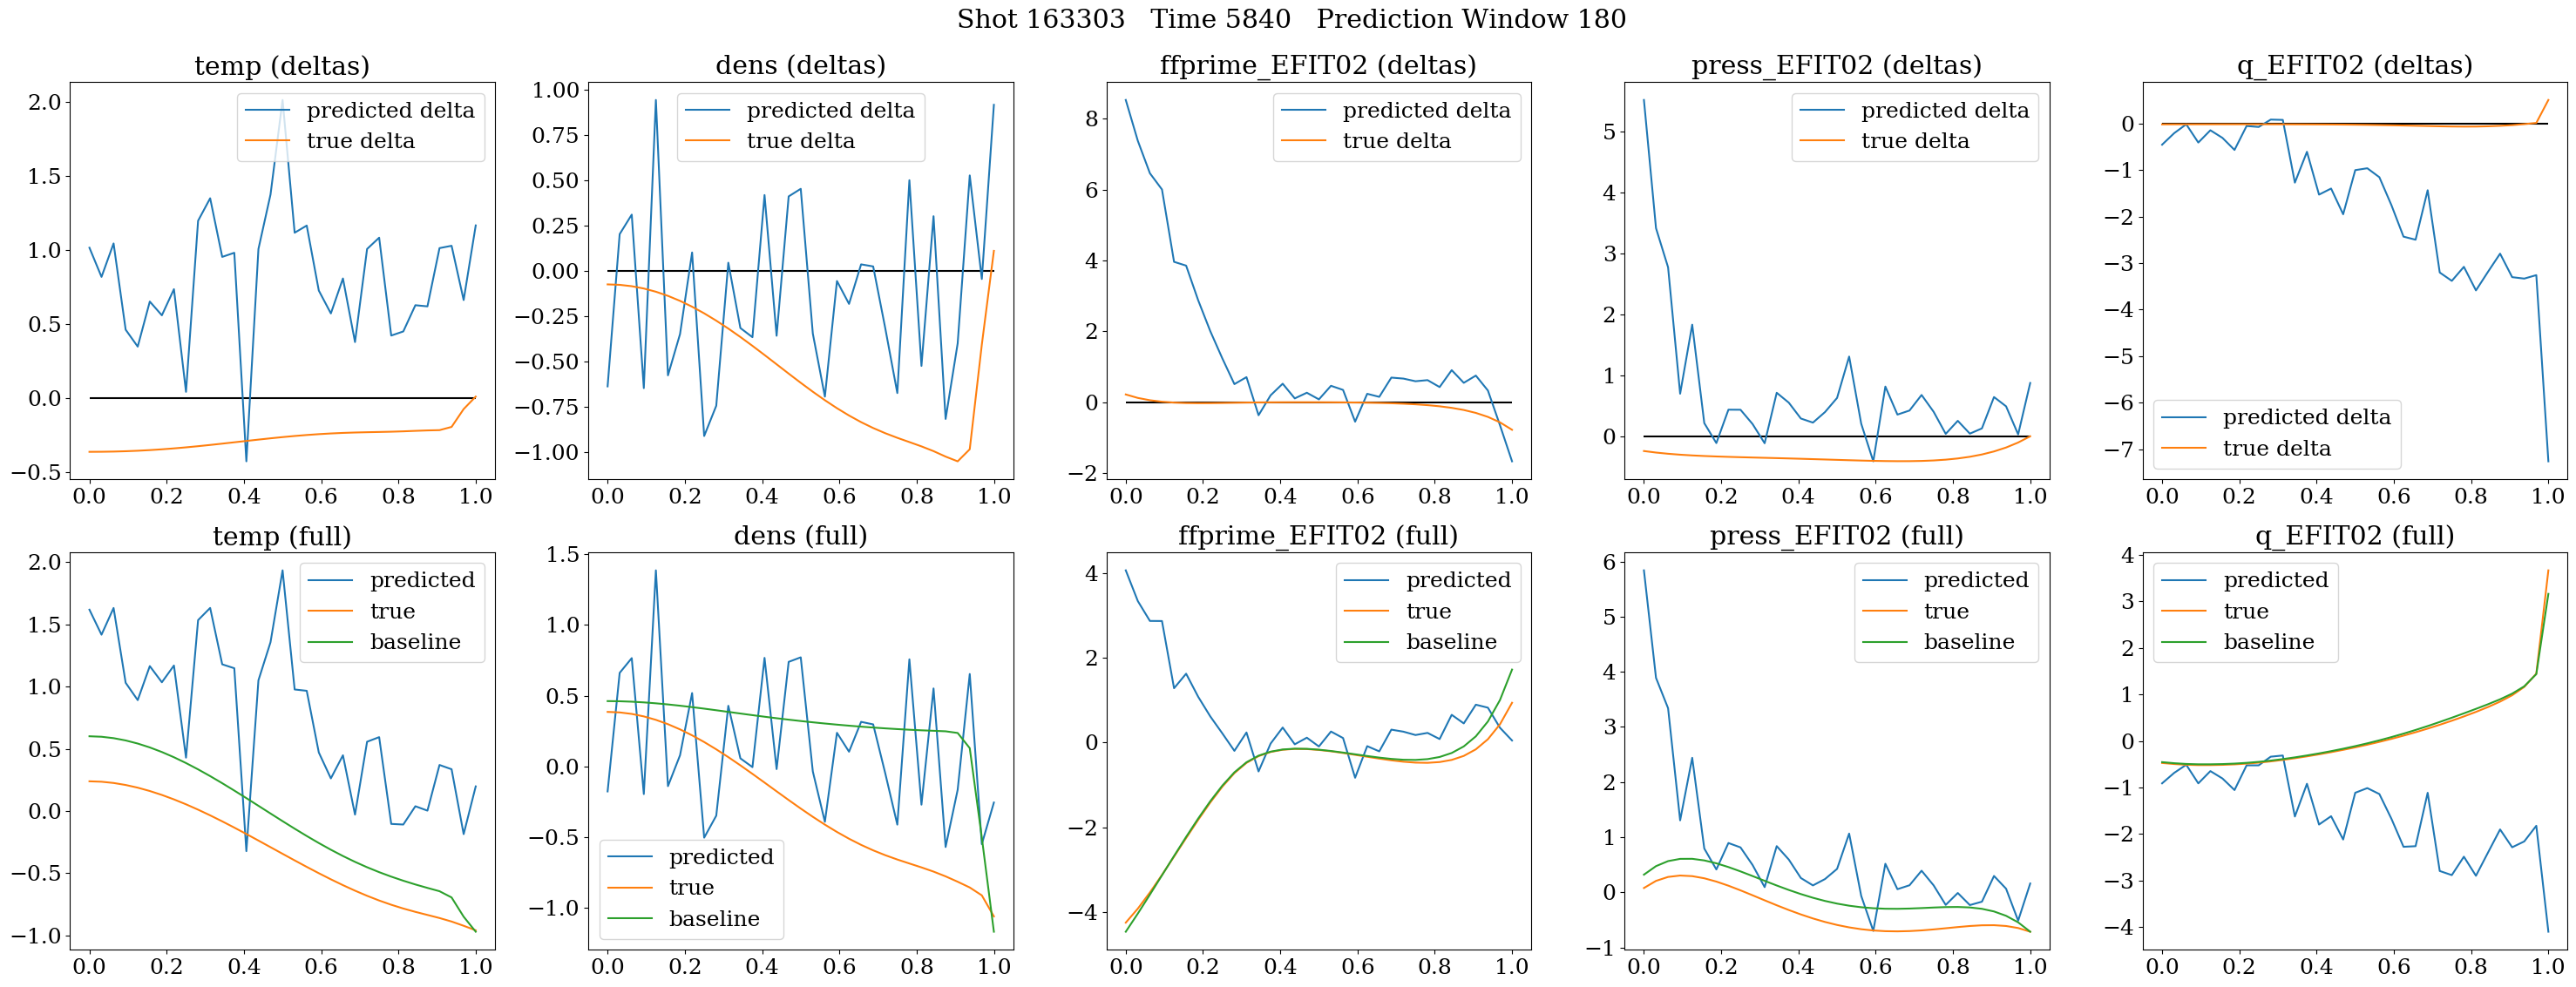 Shot 163303   Time 5840   Prediction Window 180
temp (deltas)
predicted delta
true delta
2.0
1.5
1.0
0.5
0.0
−0.5
0.0 0.2 0.4 0.6 0.8 1.0
dens (deltas)
predicted delta
true delta
1.00
0.75
0.50
0.25
0.00
−0.25
−0.50
−0.75
−1.00
0.0 0.2 0.4 0.6 0.8 1.0
ffprime_EFIT02 (deltas)
predicted delta
true delta
8
6
4
2
0
−2
0.0 0.2 0.4 0.6 0.8 1.0
press_EFIT02 (deltas)
predicted delta
true delta
5
4
3
2
1
0
0.0 0.2 0.4 0.6 0.8 1.0
q_EFIT02 (deltas)
0
−1
−2
−3
−4
−5
−6
−7
predicted delta
true delta
0.0 0.2 0.4 0.6 0.8 1.0
temp (full)
predicted
true
baseline
2.0
1.5
1.0
0.5
0.0
−0.5
−1.0
0.0 0.2 0.4 0.6 0.8 1.0
dens (full)
1.5
1.0
0.5
0.0
−0.5
−1.0
predicted
true
baseline
0.0 0.2 0.4 0.6 0.8 1.0
ffprime_EFIT02 (full)
predicted
true
baseline
4
2
0
−2
−4
0.0 0.2 0.4 0.6 0.8 1.0
press_EFIT02 (full)
predicted
true
baseline
6
5
4
3
2
1
0
−1
0.0 0.2 0.4 0.6 0.8 1.0
q_EFIT02 (full)
predicted
true
baseline
4
3
2
1
0
−1
−2
−3
−4
0.0 0.2 0.4 0.6 0.8 1.0